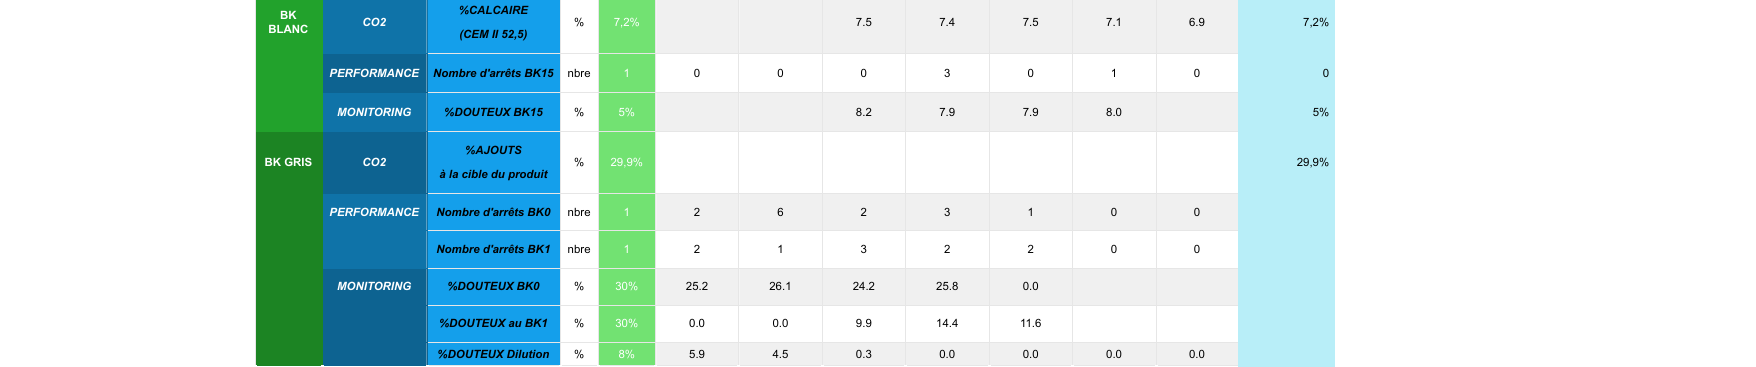 BK BLANC CO2 %CALCAIRE (CEM II 52,5) % 7,2% 7.5 7.4 7.5 7.1 6.9 7,2%
PERFORMANCE Nombre d'arrêts BK15 nbre 1 0 0 0 3 0 1 0 0
MONITORING %DOUTEUX BK15 % 5% 8.2 7.9 7.9 8.0 5%
BK GRIS CO2 %AJOUTS à la cible du produit % 29,9% 29,9%
PERFORMANCE Nombre d'arrêts BK0 nbre 1 2 6 2 3 1 0 0
Nombre d'arrêts BK1 nbre 1 2 1 3 2 2 0 0
MONITORING %DOUTEUX BK0 % 30% 25.2 26.1 24.2 25.8 0.0
%DOUTEUX au BK1 % 30% 0.0 0.0 9.9 14.4 11.6
%DOUTEUX Dilution % 8% 5.9 4.5 0.3 0.0 0.0 0.0 0.0